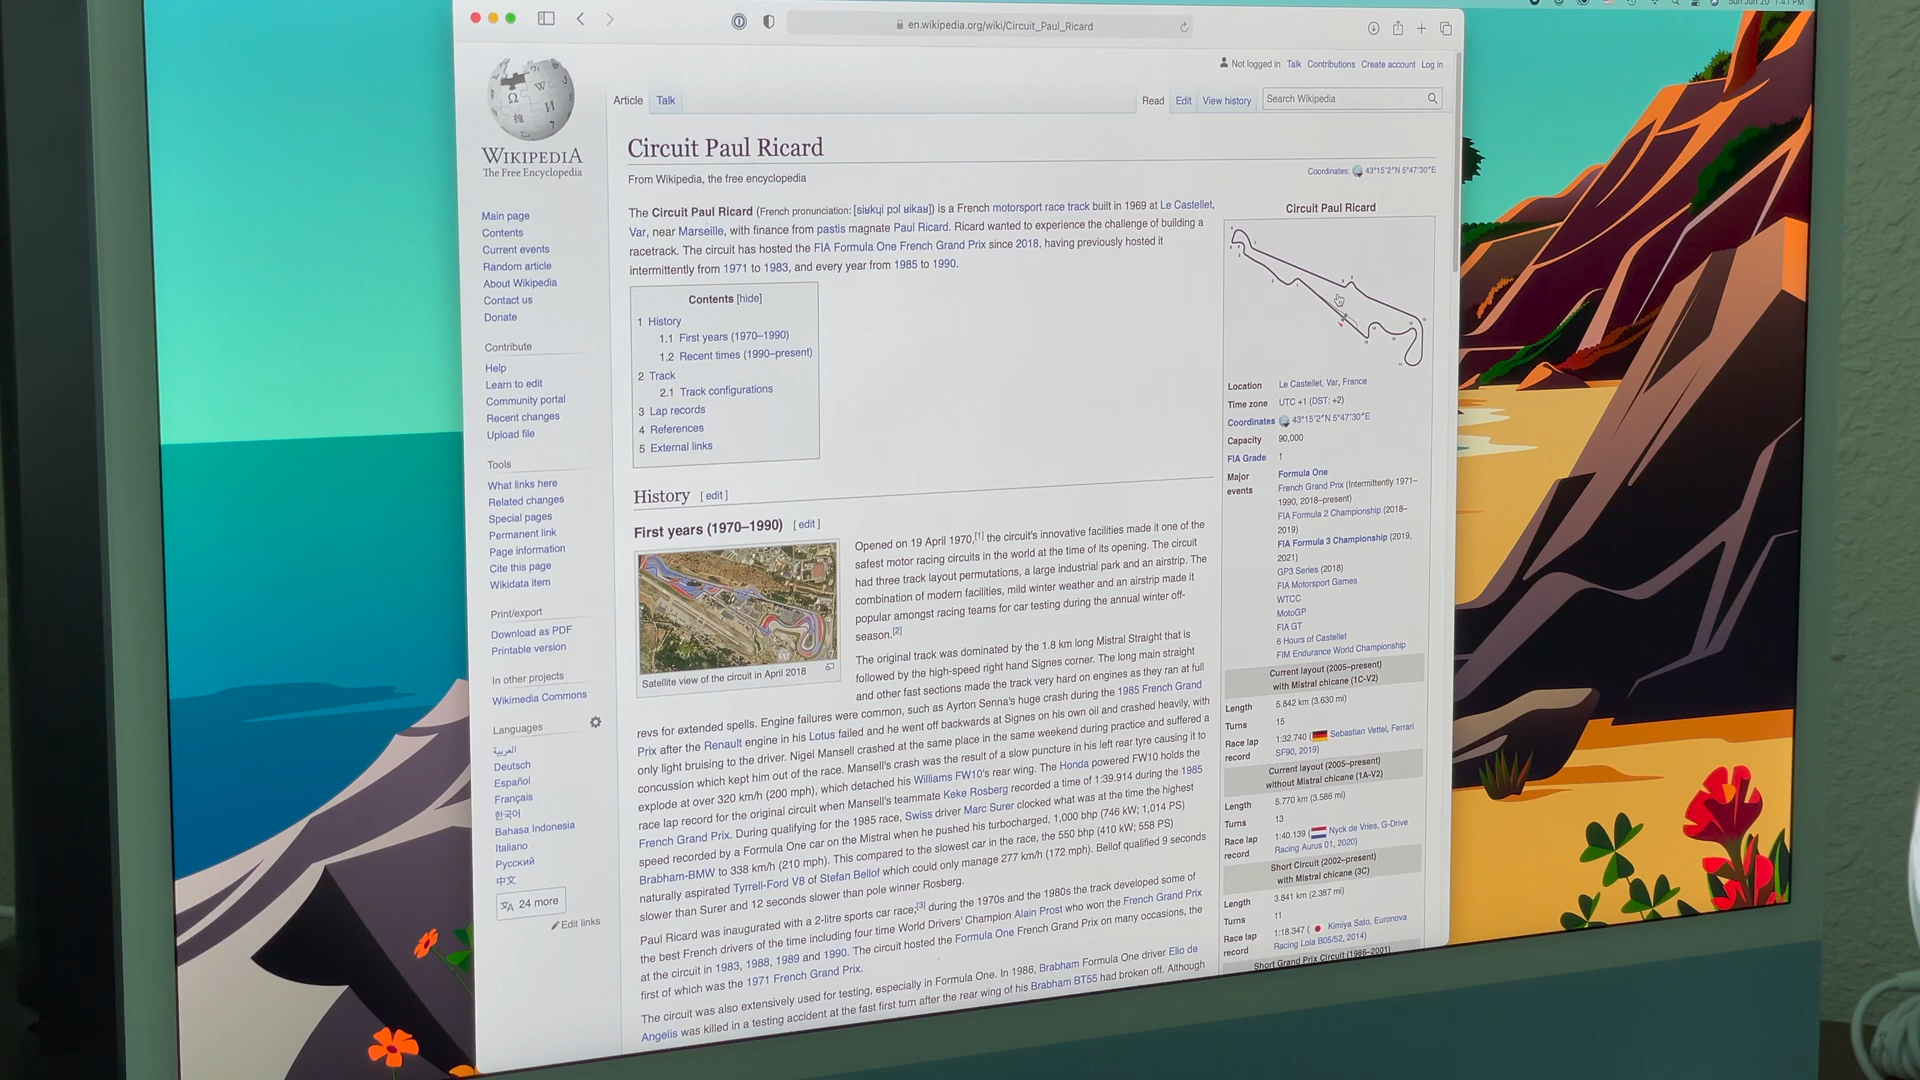 en.wikipedia.org/wiki/Circuit_Paul_Ricard
Not logged in Talk Contributions Create account Log in
Article Talk
Read Edit View history Search Wikipedia
WIKIPEDIA
The Free Encyclopedia
Main page
Contents
Current events
Random article
About Wikipedia
Contact us
Donate
Contribute
Help
Learn to edit
Community portal
Recent changes
Upload file
Tools
What links here
Related changes
Special pages
Permanent link
Page information
Cite this page
Wikidata item
Print/export
Download as PDF
Printable version
In other projects
Wikimedia Commons
Languages
العربية
Deutsch
Español
Français
한국어
Bahasa Indonesia
Italiano
Русский
中文
24 more
Edit links
Circuit Paul Ricard
From Wikipedia, the free encyclopedia
Coordinates: 43°15′2″N 5°47′30″E
The Circuit Paul Ricard (French pronunciation: [siʁkɥi pɔl ʁikaʁ]) is a French motorsport race track built in 1969 at Le Castellet,
Var, near Marseille, with finance from pastis magnate Paul Ricard. Ricard wanted to experience the challenge of building a
racetrack. The circuit has hosted the FIA Formula One French Grand Prix since 2018, having previously hosted it
intermittently from 1971 to 1983, and every year from 1985 to 1990.
Contents [hide]
1 History
1.1 First years (1970–1990)
1.2 Recent times (1990–present)
2 Track
2.1 Track configurations
3 Lap records
4 References
5 External links
History [ edit ]
First years (1970–1990) [ edit ]
Satellite view of the circuit in April 2018
Opened on 19 April 1970,[1] the circuit's innovative facilities made it one of the
safest motor racing circuits in the world at the time of its opening. The circuit
had three track layout permutations, a large industrial park and an airstrip. The
combination of modern facilities, mild winter weather and an airstrip made it
popular amongst racing teams for car testing during the annual winter off-
season.[2]
The original track was dominated by the 1.8 km long Mistral Straight that is
followed by the high-speed right hand Signes corner. The long main straight
and other fast sections made the track very hard on engines as they ran at full
revs for extended spells. Engine failures were common, such as Ayrton Senna's huge crash during the 1985 French Grand
Prix after the Renault engine in his Lotus failed and he went off backwards at Signes on his own oil and crashed heavily, with
only light bruising to the driver. Nigel Mansell crashed at the same place in the same weekend during practice and suffered a
concussion which kept him out of the race. Mansell's crash was the result of a slow puncture in his left rear tyre causing it to
explode at over 320 km/h (200 mph), which detached his Williams FW10's rear wing. The Honda powered FW10 holds the
race lap record for the original circuit when Mansell's teammate Keke Rosberg recorded a time of 1:39.914 during the 1985
French Grand Prix. During qualifying for the 1985 race, Swiss driver Marc Surer clocked what was at the time the highest
speed recorded by a Formula One car on the Mistral when he pushed his turbocharged, 1,000 bhp (746 kW; 1,014 PS)
Brabham-BMW to 338 km/h (210 mph). This compared to the slowest car in the race, the 550 bhp (410 kW; 558 PS)
naturally aspirated Tyrrell-Ford V8 of Stefan Bellof which could only manage 277 km/h (172 mph). Bellof qualified 9 seconds
slower than Surer and 12 seconds slower than pole winner Rosberg.
Paul Ricard was inaugurated with a 2-litre sports car race;[3] during the 1970s and the 1980s the track developed some of
the best French drivers of the time including four time World Drivers' Champion Alain Prost who won the French Grand Prix
at the circuit in 1983, 1988, 1989 and 1990. The circuit hosted the Formula One French Grand Prix on many occasions, the
first of which was the 1971 French Grand Prix.
The circuit was also extensively used for testing, especially in Formula One. In 1986, Brabham Formula One driver Elio de
Angelis was killed in a testing accident at the fast first turn after the rear wing of his Brabham BT55 had broken off. Although
Circuit Paul Ricard
Location Le Castellet, Var, France
Time zone UTC +1 (DST: +2)
Coordinates 43°15′2″N 5°47′30″E
Capacity 90,000
FIA Grade 1
Major events Formula One
French Grand Prix (Intermittently 1971–
1990, 2018–present)
FIA Formula 2 Championship (2018–
2019)
FIA Formula 3 Championship (2019,
2021)
GP3 Series (2018)
FIA Motorsport Games
WTCC
MotoGP
FIA GT
6 Hours of Castellet
FIM Endurance World Championship
Current layout (2005–present)
with Mistral chicane (1C-V2)
Length 5.842 km (3.630 mi)
Turns 15
Race lap record 1:32.740 ( Sebastian Vettel, Ferrari
SF90, 2019)
Current layout (2005–present)
without Mistral chicane (1A-V2)
Length 5.770 km (3.586 mi)
Turns 13
Race lap record 1:40.139 ( Nyck de Vries, G-Drive
Racing Aurus 01, 2020)
Short Circuit (2002–present)
with Mistral chicane (3C)
Length 3.841 km (2.387 mi)
Turns 11
Race lap record 1:18.347 ( Kimiya Sato, Euronova
Racing Lola B05/52, 2014)
Short Grand Prix Circuit (1986–2001)